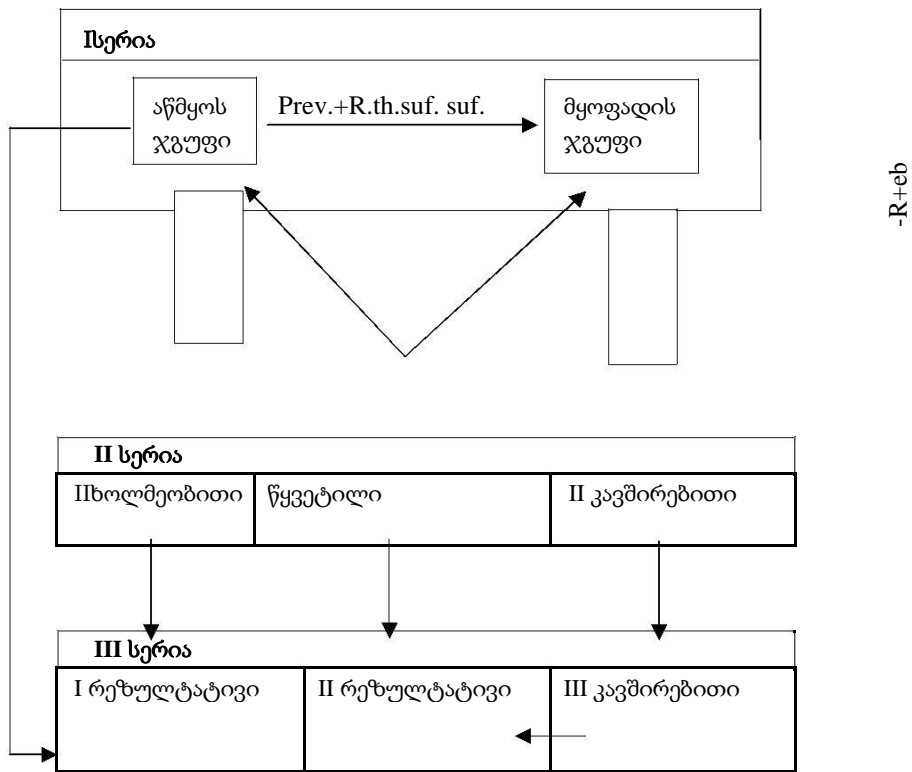 Iსერია
აწმყოს
ჯგუფი
Prev.+R.th.suf. suf.
მყოფადის
ჯგუფი
-R+eb
II სერია
IIხოლმეობითი
წყვეტილი
II კავშირებითი
III სერია
I რეზულტატივი
II რეზულტატივი
III კავშირებითი